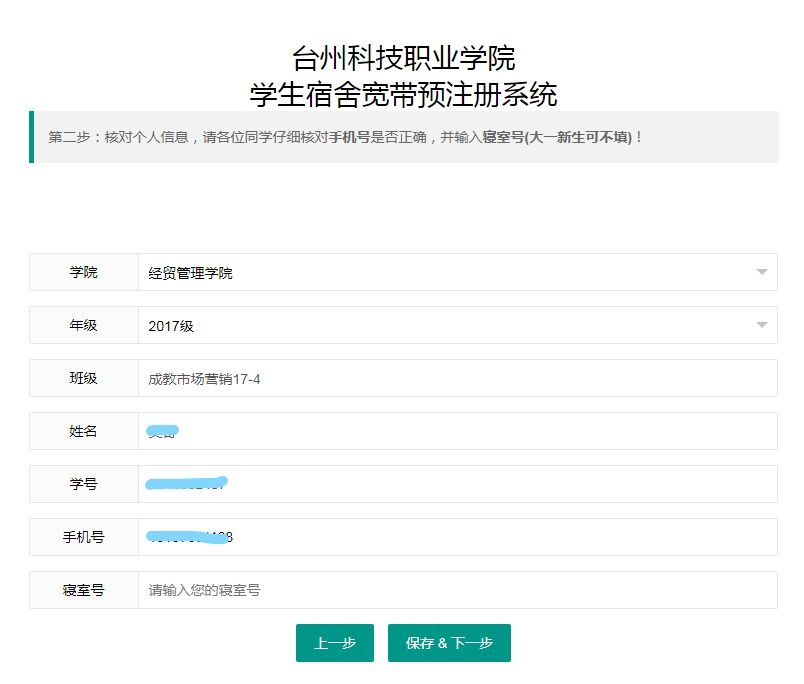 台州科技职业学院
学生宿舍宽带预注册系统
第二步：核对个人信息，请各位同学仔细核对手机号是否正确，并输入寝室号(大一新生可不填)！
学院 经贸管理学院
年级 2017级
班级 成教市场营销17-4
姓名
学号
手机号
寝室号 请输入您的寝室号
上一步 保存 & 下一步